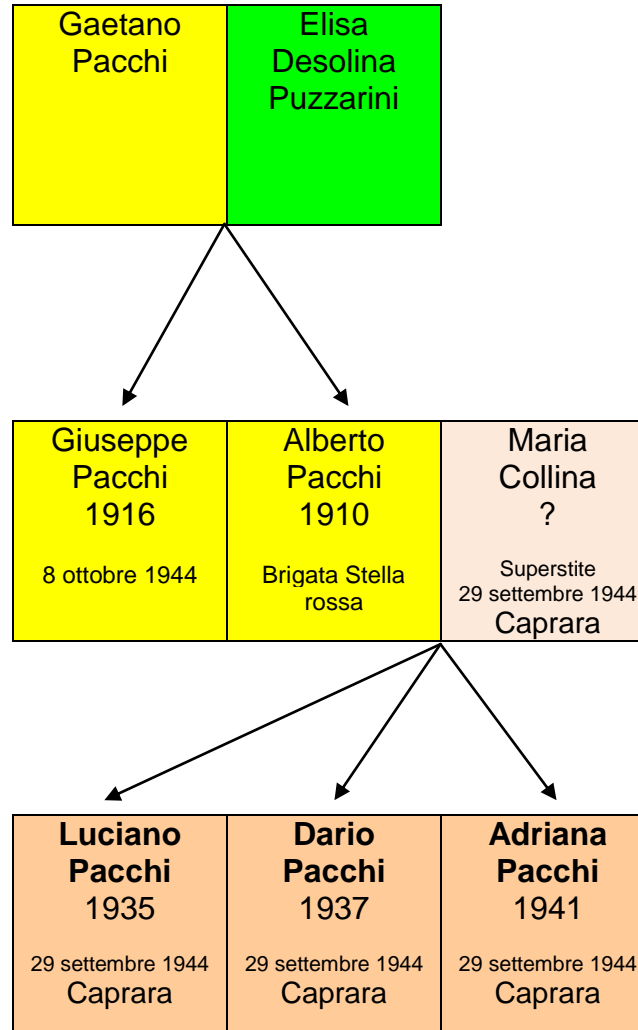 Gaetano
Pacchi
Elisa
Desolina
Puzzarini
Giuseppe
Pacchi
1916
8 ottobre 1944
Alberto
Pacchi
1910
Brigata Stella
rossa
Maria
Collina
?
Superstite
29 settembre 1944
Caprara
Luciano
Pacchi
1935
29 settembre 1944
Caprara
Dario
Pacchi
1937
29 settembre 1944
Caprara
Adriana
Pacchi
1941
29 settembre 1944
Caprara